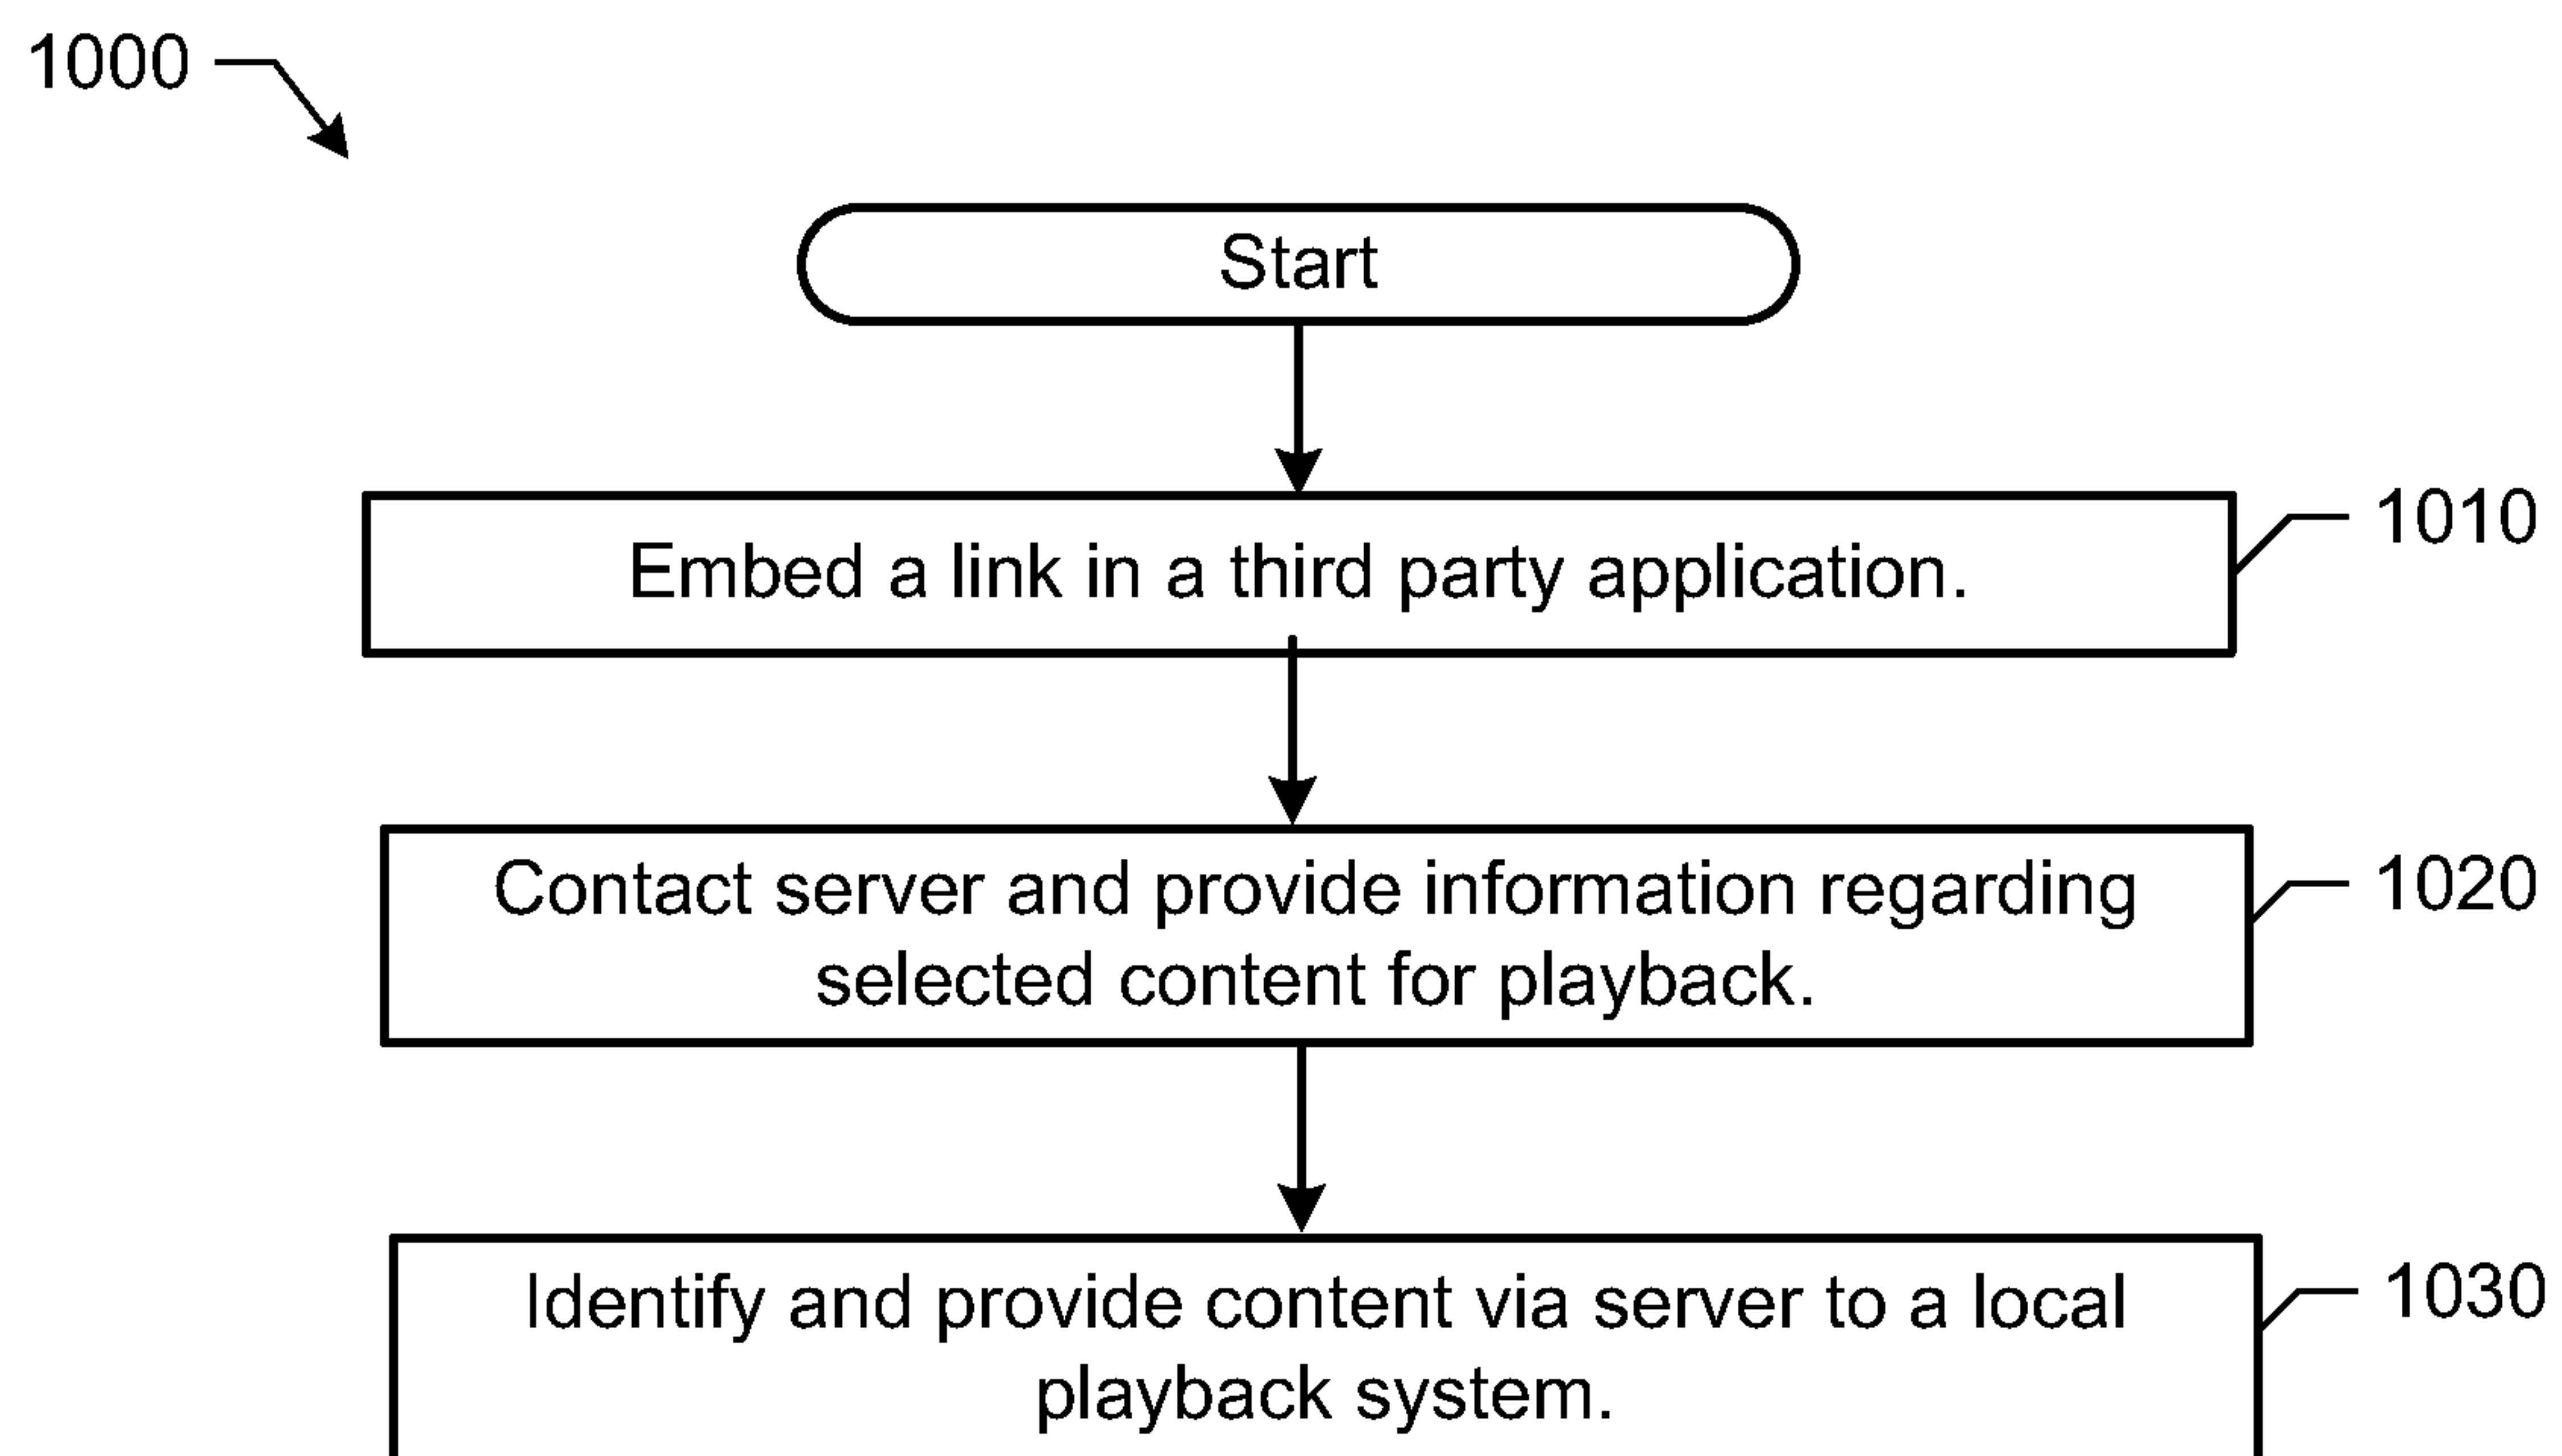 1000
Start
Embed a link in a third party application.
1010
Contact server and provide information regarding
selected content for playback.
1020
Identify and provide content via server to a local
playback system.
1030